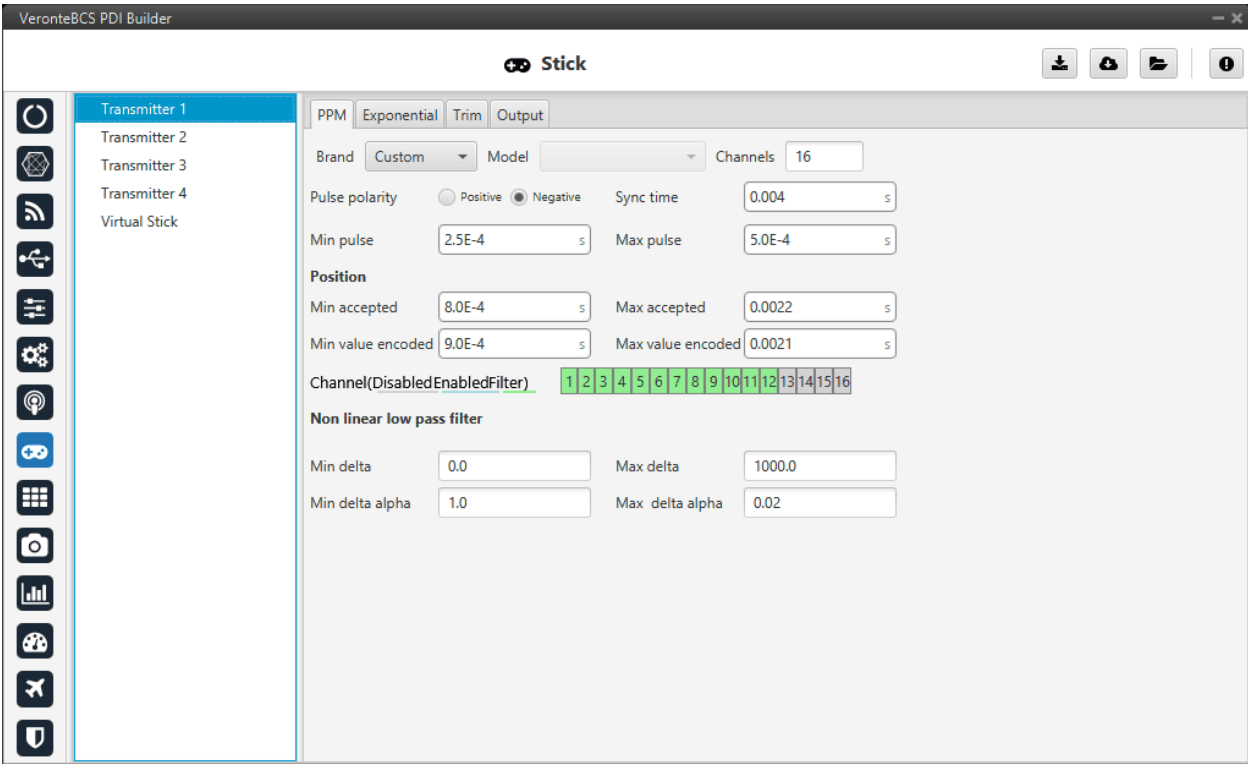 VeronteBCS PDI Builder
Stick
Transmitter 1
Transmitter 2
Transmitter 3
Transmitter 4
Virtual Stick
PPM Exponential Trim Output
Brand Custom Model Channels 16
Pulse polarity Positive Negative Sync time 0.004 s
Min pulse 2.5E-4 s Max pulse 5.0E-4 s
Position
Min accepted 8.0E-4 s Max accepted 0.0022 s
Min value encoded 9.0E-4 s Max value encoded 0.0021 s
Channel(DisabledEnabledFilter) 1 2 3 4 5 6 7 8 9 10 11 12 13 14 15 16
Non linear low pass filter
Min delta 0.0 Max delta 1000.0
Min delta alpha 1.0 Max delta alpha 0.02